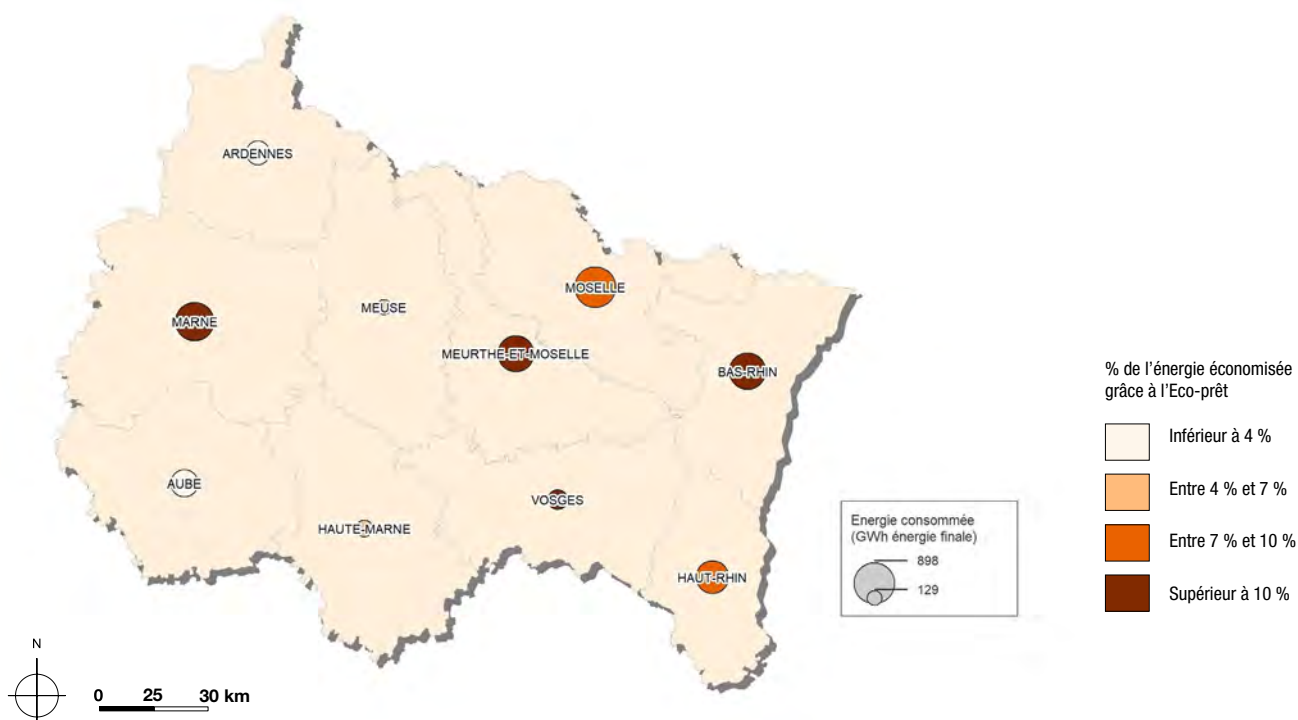 ARDENNES
MOSELLE
MEUSE
MARNE
MEURTHE-ET-MOSELLE
BAS-RHIN
AUBE
VOSGES
HAUTE-MARNE
HAUT-RHIN
% de l’énergie économisée
grâce à l’Eco-prêt
Inférieur à 4 %
Entre 4 % et 7 %
Entre 7 % et 10 %
Supérieur à 10 %
Energie consommée
(GWh énergie finale)
898
129
N
0 25 30 km